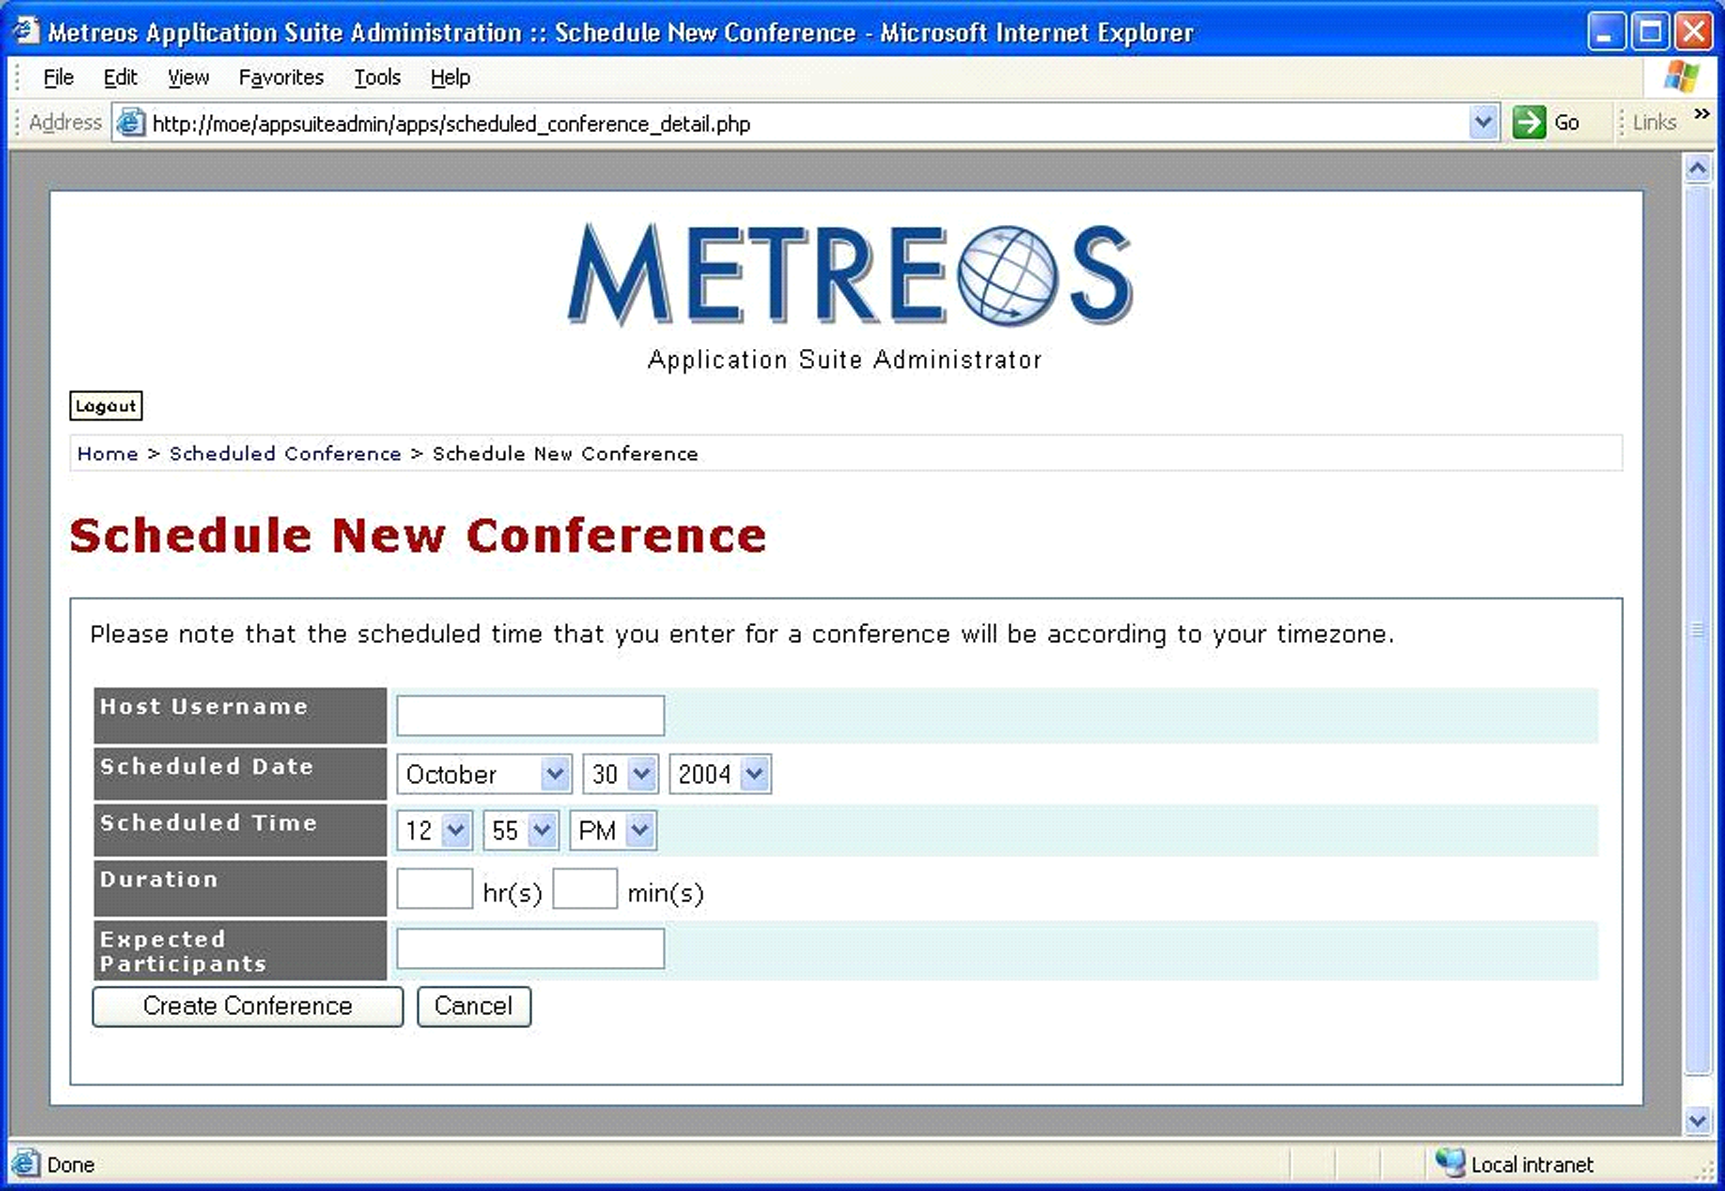 Metreos Application Suite Administration :: Schedule New Conference - Microsoft Internet Explorer
File Edit View Favorites Tools Help
Address http://moe/appsuiteadmin/apps/scheduled_conference_detail.php Go Links »
METREOS
Application Suite Administrator
Logout
Home > Scheduled Conference > Schedule New Conference
Schedule New Conference
Please note that the scheduled time that you enter for a conference will be according to your timezone.
Host Username
Scheduled Date October 30 2004
Scheduled Time 12 55 PM
Duration hr(s) min(s)
Expected
Participants
Create Conference Cancel
Done Local intranet